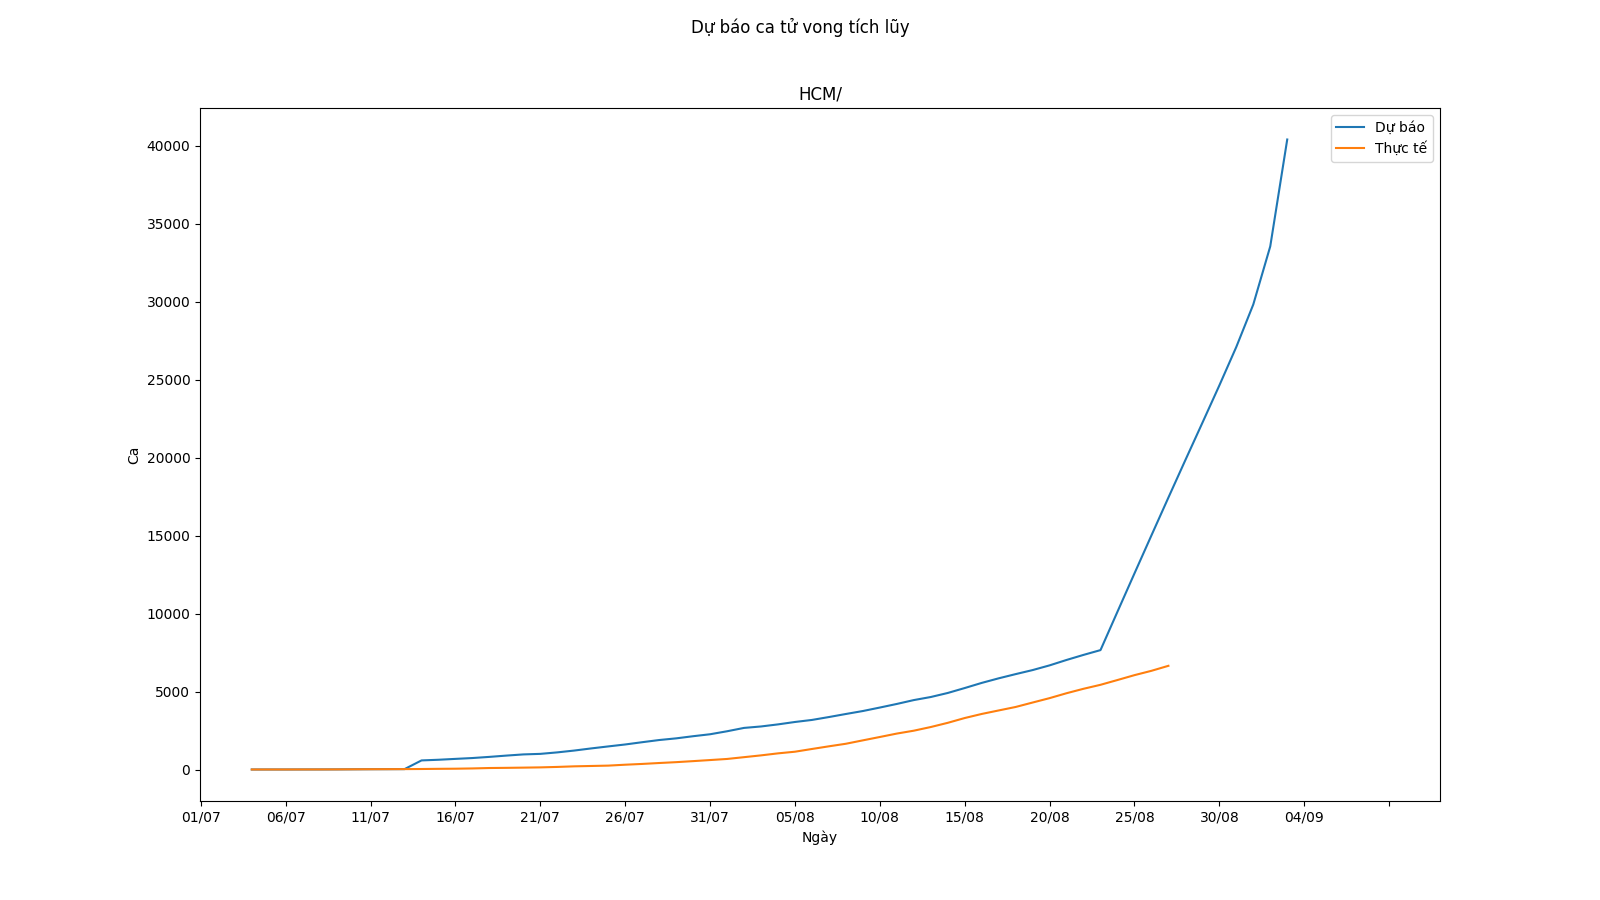 Dự báo ca tử vong tích lũy
HCM/
Dự báo
Thực tế
40000
35000
30000
25000
20000
15000
10000
5000
0
Ca
01/07 06/07 11/07 16/07 21/07 26/07 31/07 05/08 10/08 15/08 20/08 25/08 30/08 04/09
Ngày